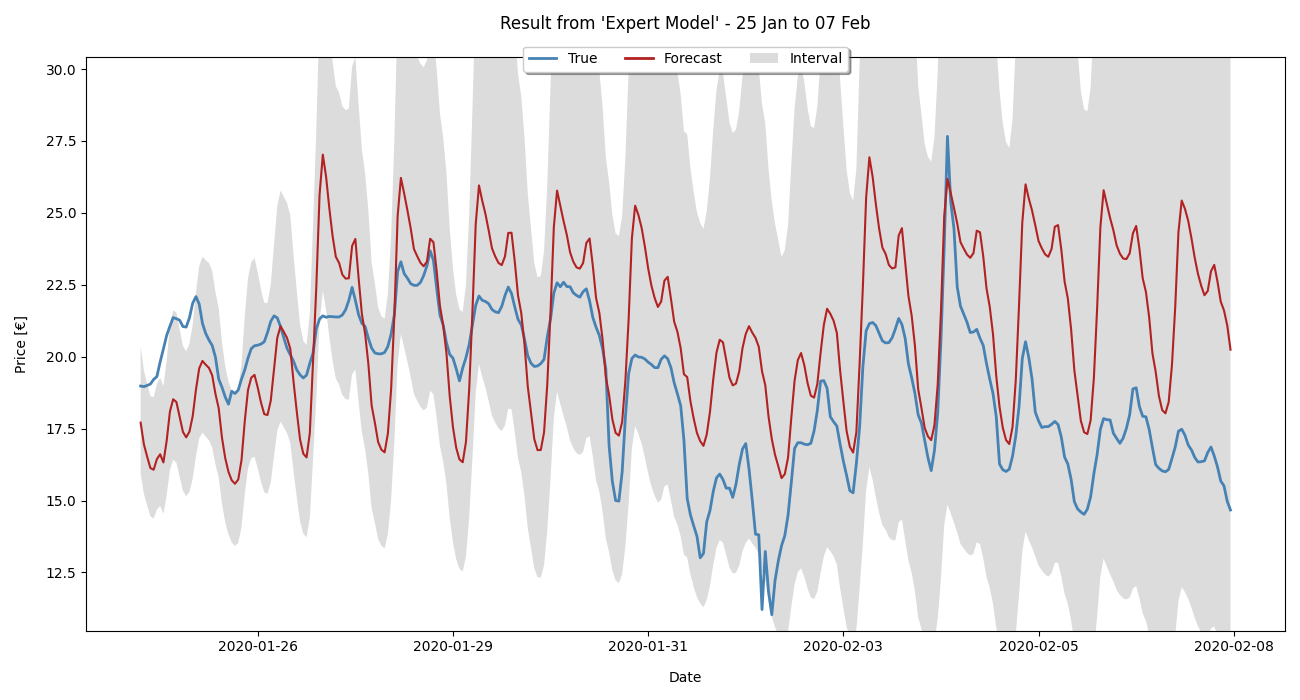 Result from 'Expert Model' - 25 Jan to 07 Feb
True Forecast Interval
30.0
27.5
25.0
22.5
20.0
17.5
15.0
12.5
Price [€]
2020-01-26 2020-01-29 2020-01-31 2020-02-03 2020-02-05 2020-02-08
Date